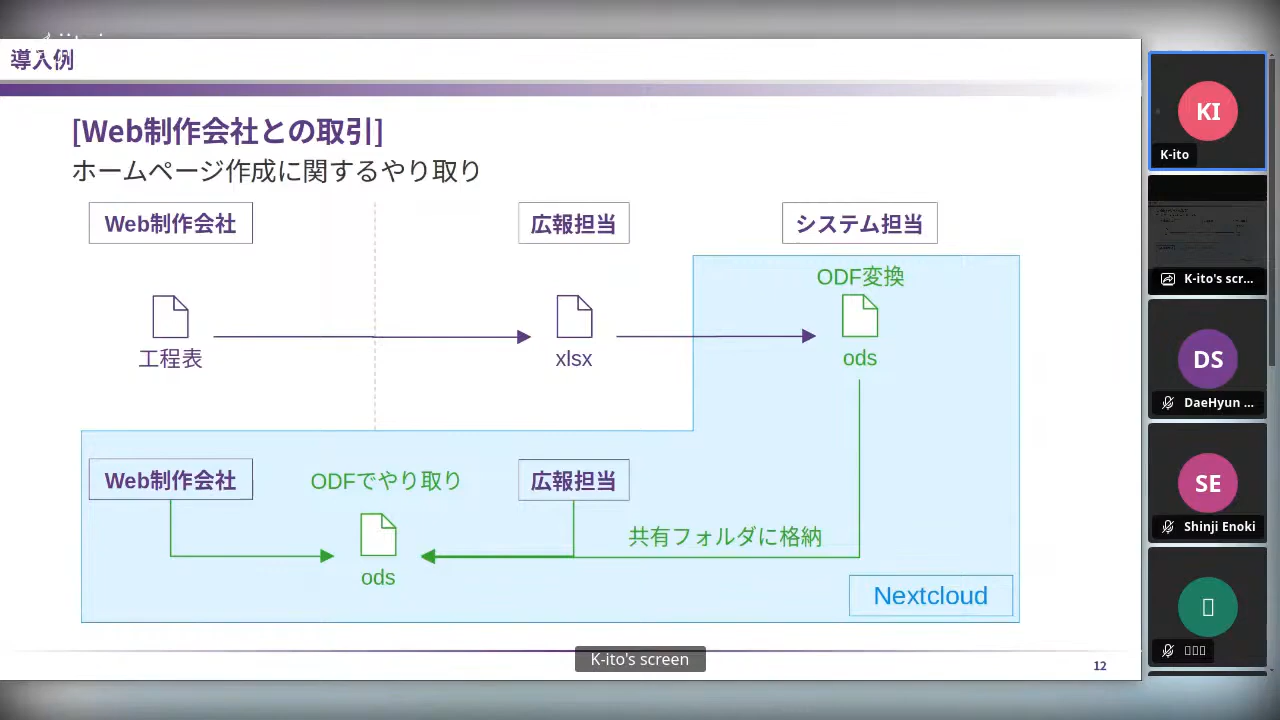 導入例
[Web制作会社との取引]
ホームページ作成に関するやり取り
Web制作会社
広報担当
システム担当
ODF変換
工程表
xlsx
ods
Web制作会社
ODFでやり取り
広報担当
共有フォルダに格納
ods
Nextcloud
12
K-ito's screen
KI
K-ito
K-ito's scr...
DS
DaeHyun ...
SE
Shinji Enoki